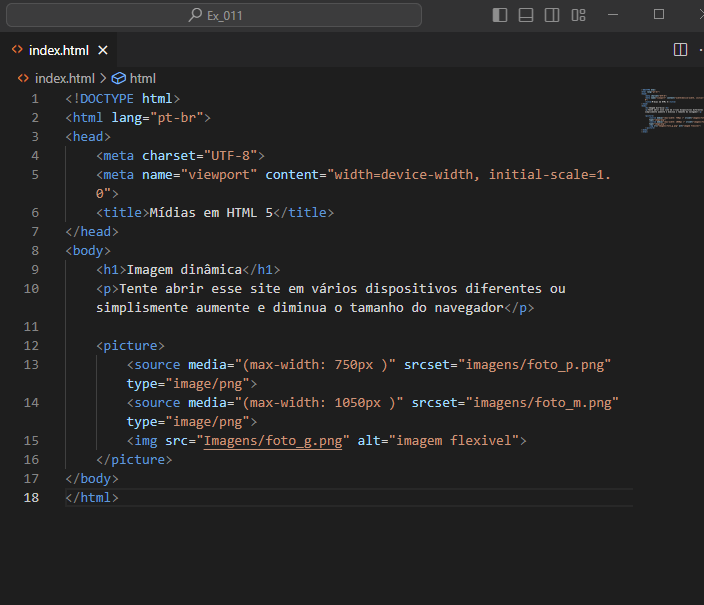 Ex_011
index.html
index.html > html
1 <!DOCTYPE html>
2 <html lang="pt-br">
3 <head>
4 <meta charset="UTF-8">
5 <meta name="viewport" content="width=device-width, initial-scale=1.
0">
6 <title>Mídias em HTML 5</title>
7 </head>
8 <body>
9 <h1>Imagem dinâmica</h1>
10 <p>Tente abrir esse site em vários dispositivos diferentes ou
simplismente aumente e diminua o tamanho do navegador</p>
11
12 <picture>
13 <source media="(max-width: 750px )" srcset="imagens/foto_p.png"
type="image/png">
14 <source media="(max-width: 1050px )" srcset="imagens/foto_m.png"
type="image/png">
15 <img src="Imagens/foto_g.png" alt="imagem flexivel">
16 </picture>
17 </body>
18 </html>